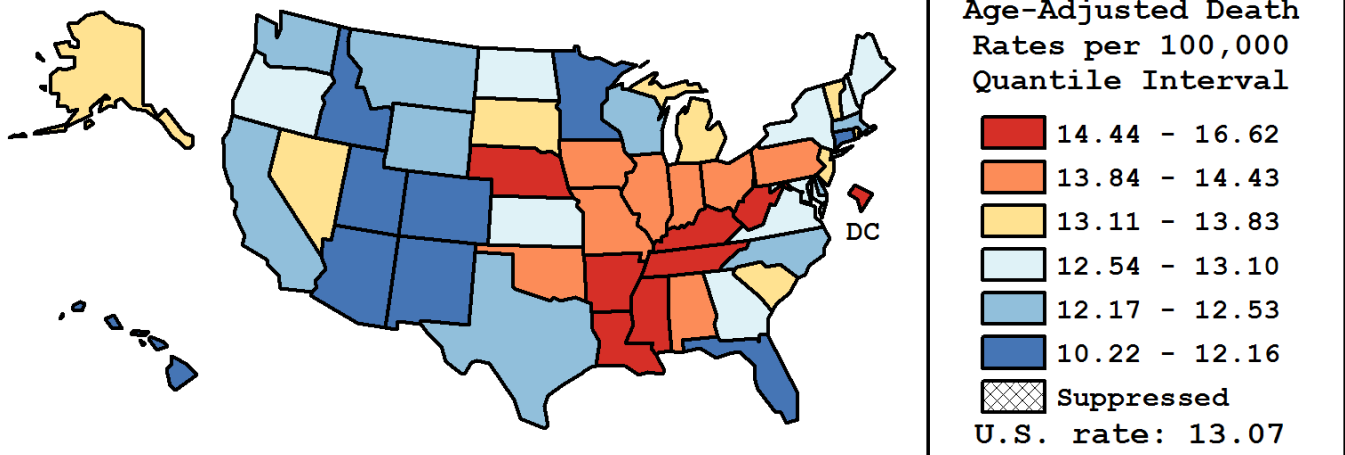 Age-Adjusted Death
Rates per 100,000
Quantile Interval
14.44 - 16.62
13.84 - 14.43
13.11 - 13.83
12.54 - 13.10
12.17 - 12.53
10.22 - 12.16
Suppressed
U.S. rate: 13.07
DC